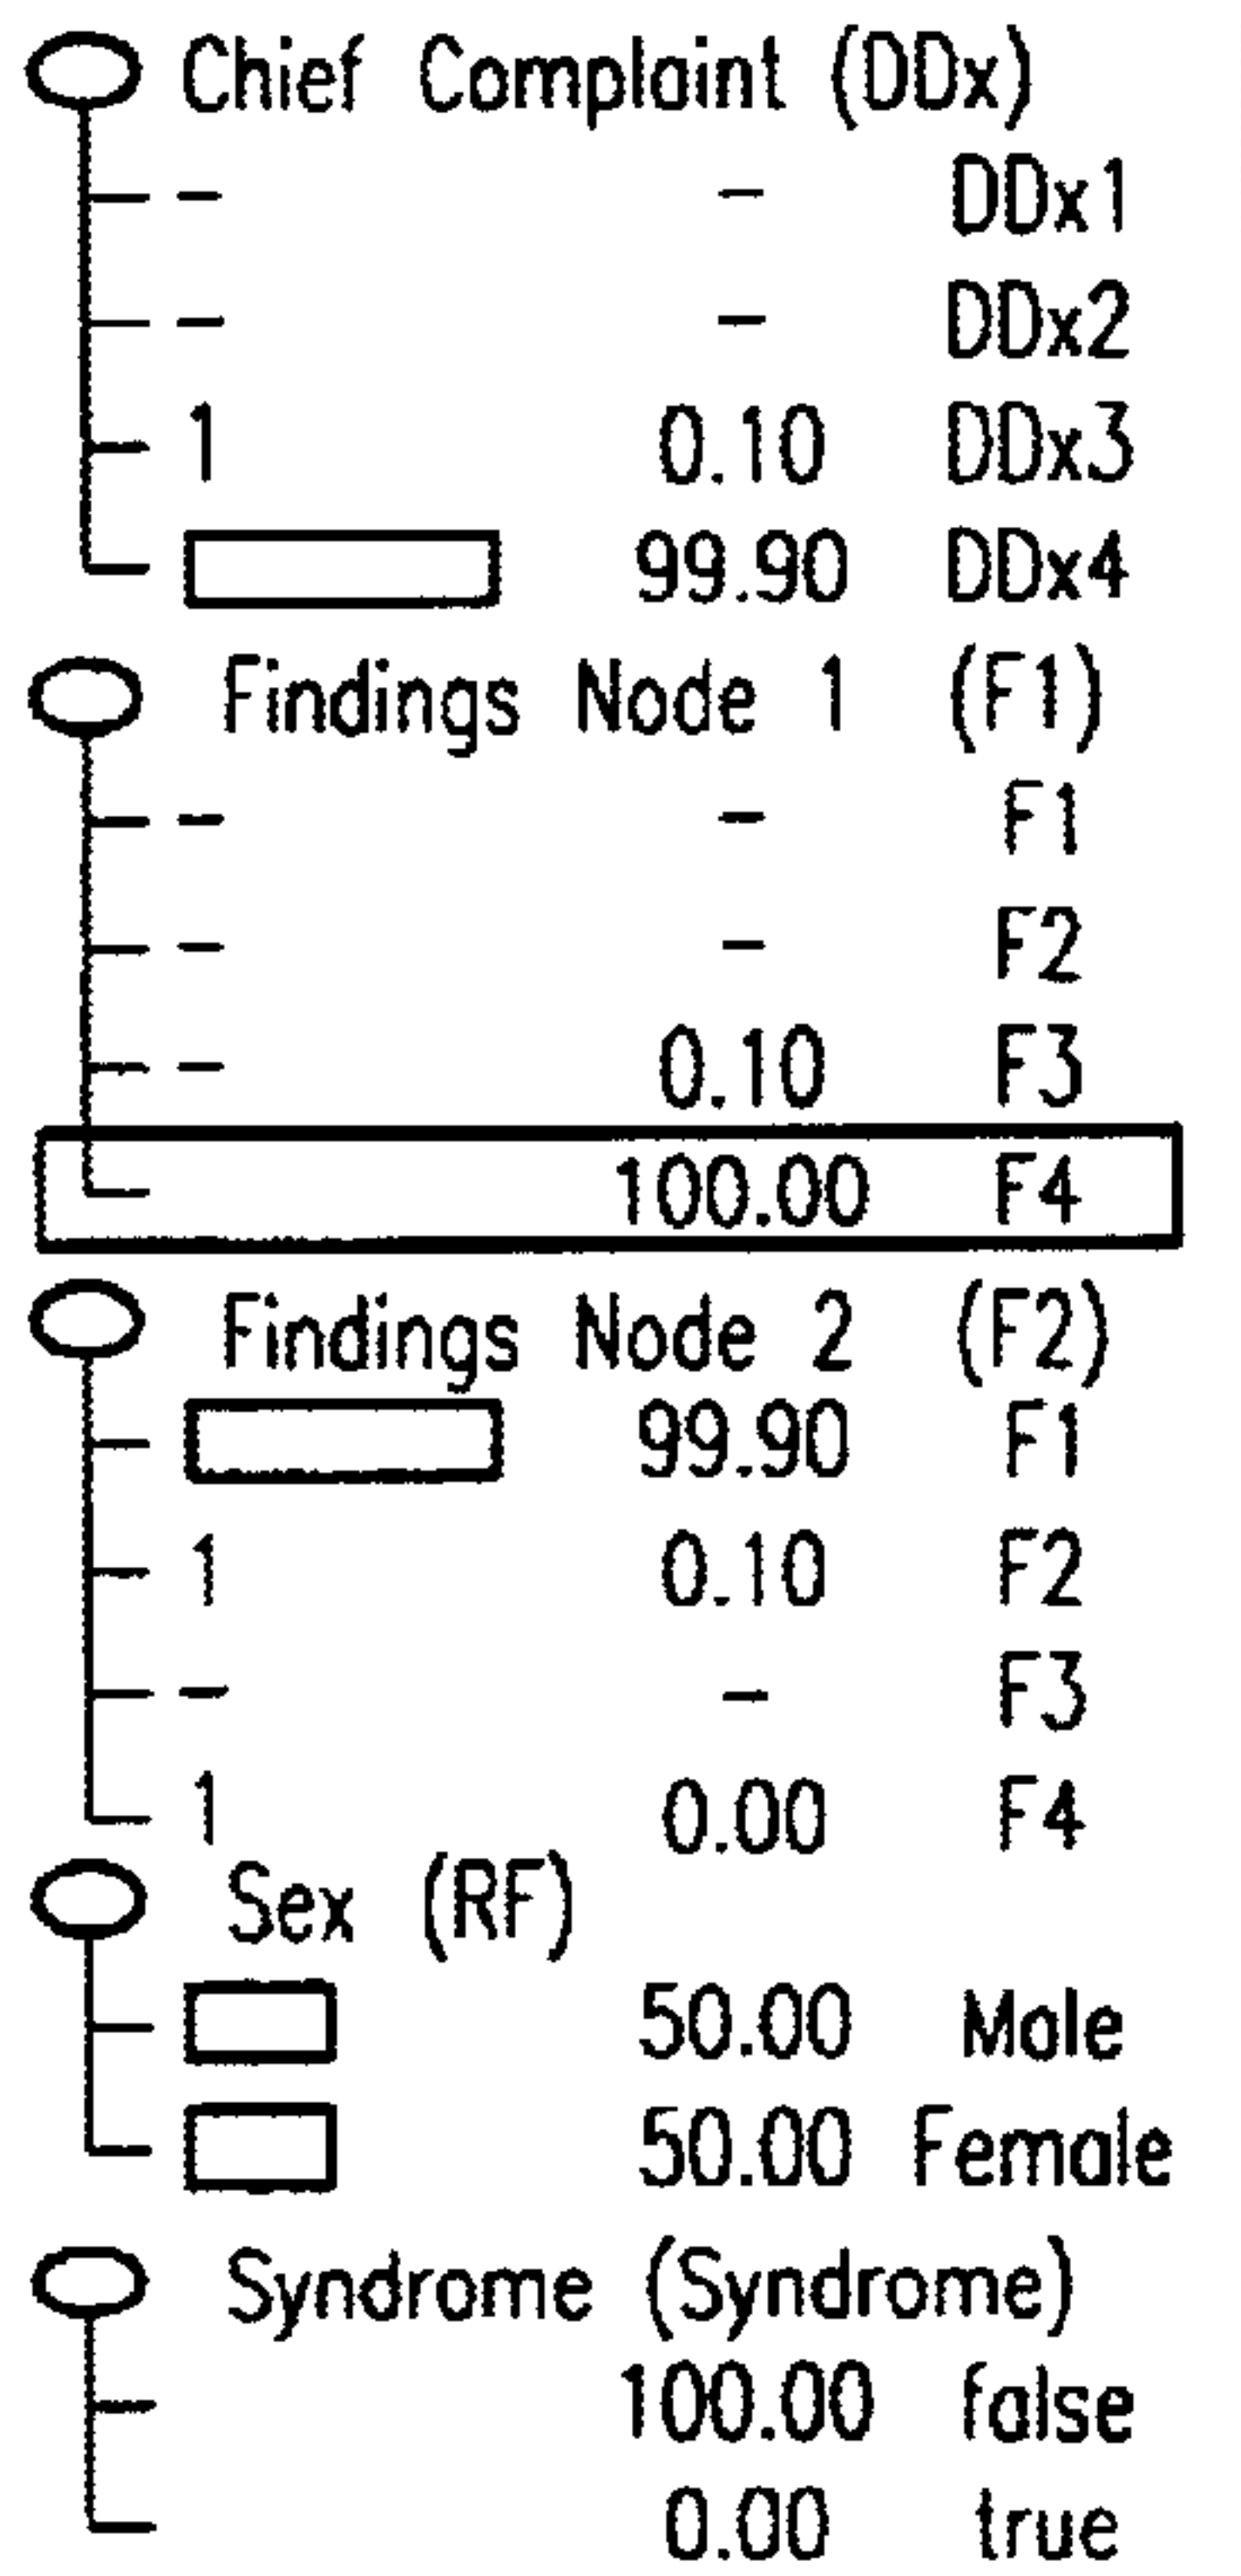 Chief Complaint (DDx)
- - DDx1
- - DDx2
1 0.10 DDx3
99.90 DDx4
Findings Node 1 (F1)
- - F1
- - F2
- 0.10 F3
100.00 F4
Findings Node 2 (F2)
99.90 F1
1 0.10 F2
- - F3
1 0.00 F4
Sex (RF)
50.00 Male
50.00 Female
Syndrome (Syndrome)
100.00 false
0.00 true